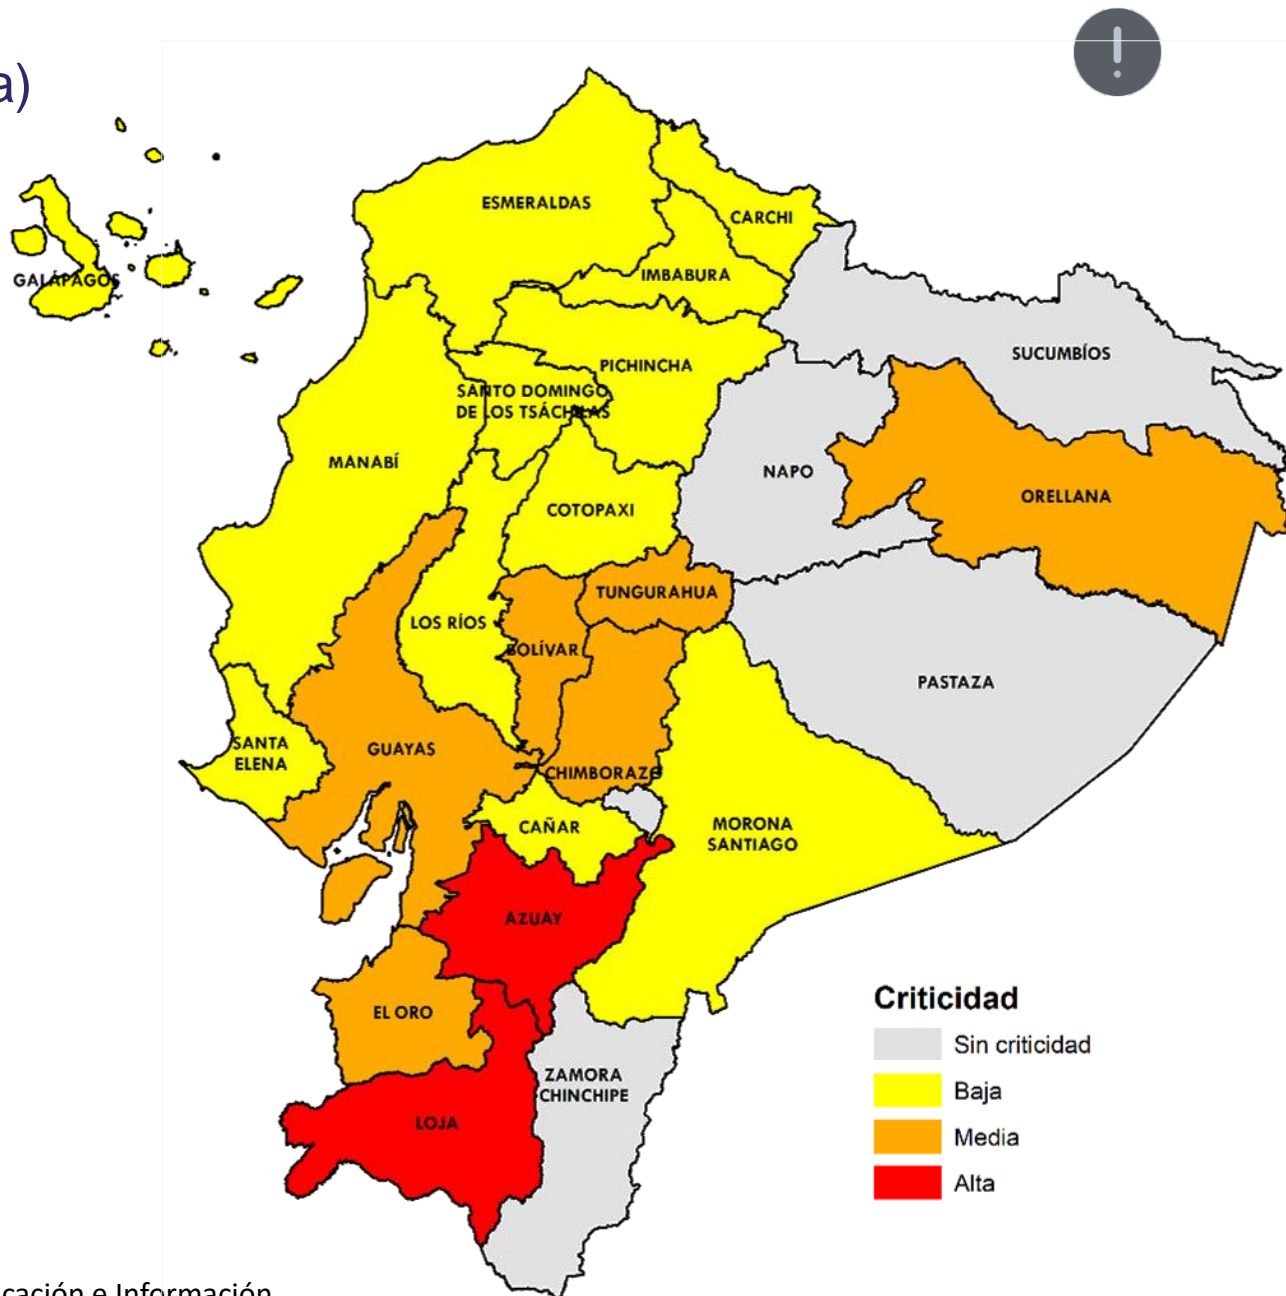 a)
ESMERALDAS
CARCHI
IMBABURA
GALÁPAGOS
SUCUMBÍOS
PICHINCHA
SANTO DOMINGO
DE LOS TSÁCHILAS
MANABÍ
NAPO
ORELLANA
COTOPAXI
TUNGURAHUA
LOS RÍOS
BOLÍVAR
PASTAZA
SANTA
ELENA
GUAYAS
CHIMBORAZO
CAÑAR
MORONA
SANTIAGO
AZUAY
EL ORO
ZAMORA
CHINCHIPE
LOJA
Criticidad
Sin criticidad
Baja
Media
Alta
cación e Información